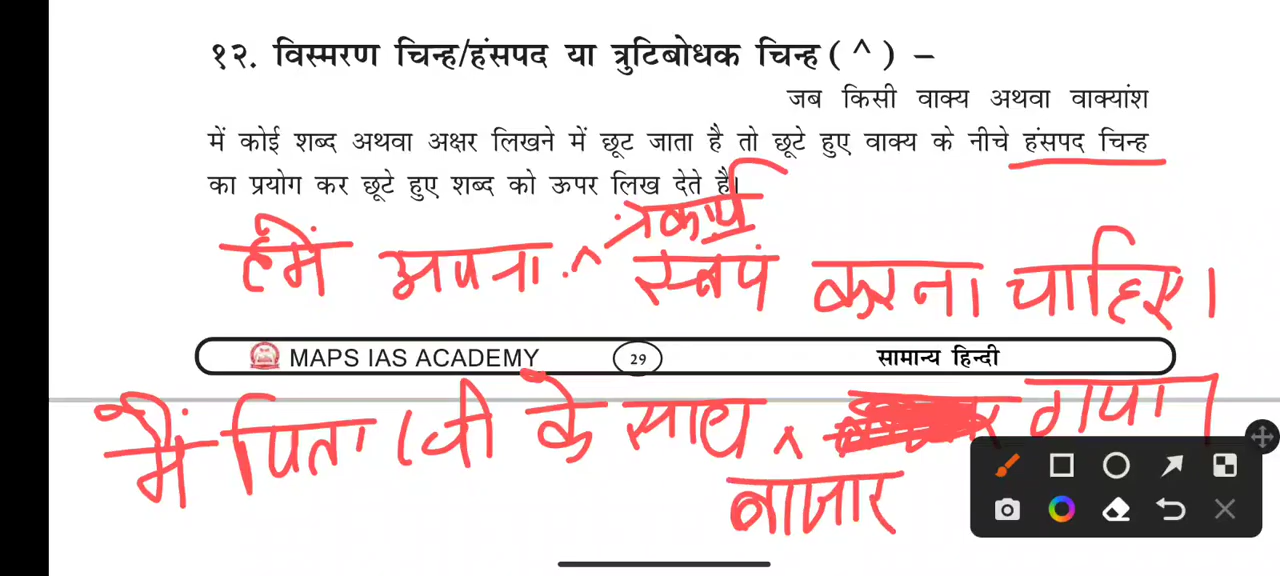 १२. विस्मरण चिन्ह/हंसपद या त्रुटिबोधक चिन्ह ( ^ ) –
जब किसी वाक्य अथवा वाक्यांश
में कोई शब्द अथवा अक्षर लिखने में छूट जाता है तो छूटे हुए वाक्य के नीचे हंसपद चिन्ह
का प्रयोग कर छूटे हुए शब्द को ऊपर लिख देते है।
कार्य
हमें अपना ^ स्वयं करना चाहिए।
MAPS IAS ACADEMY 29 सामान्य हिन्दी
मैं पिता जी के साथ ^ गया।
बाजार